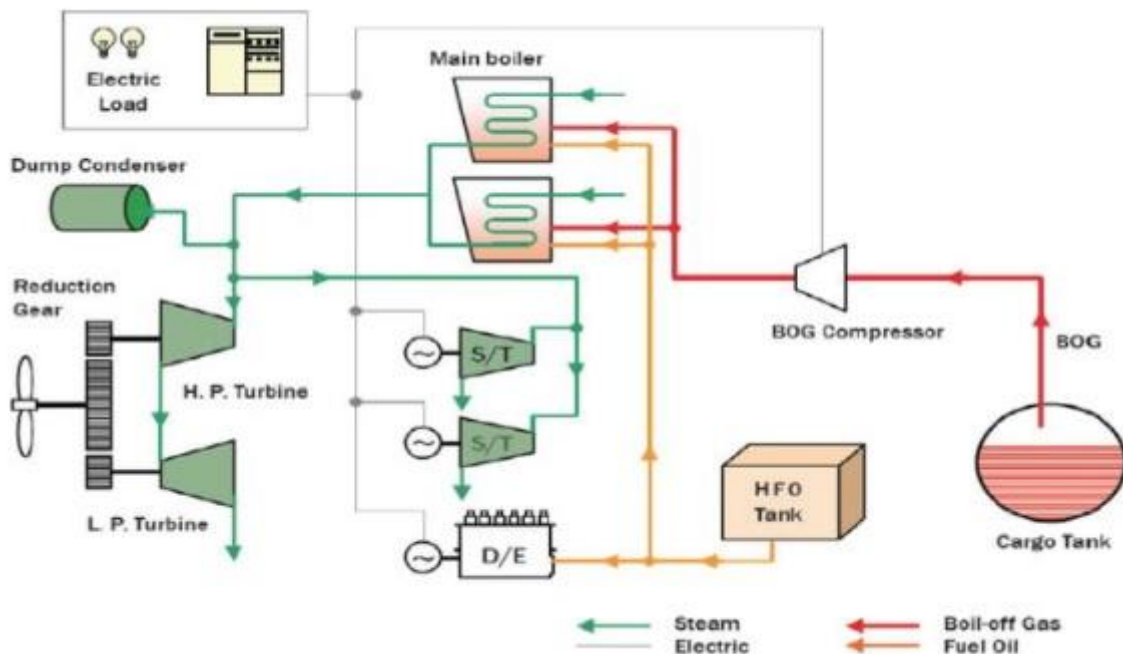 Electric
Load
Main boiler
Dump Condenser
Reduction
Gear
BOG Compressor
BOG
S/T
H. P. Turbine
S/T
HFO
Tank
L. P. Turbine
D/E
Cargo Tank
Steam
Boil-off Gas
Electric
Fuel Oil